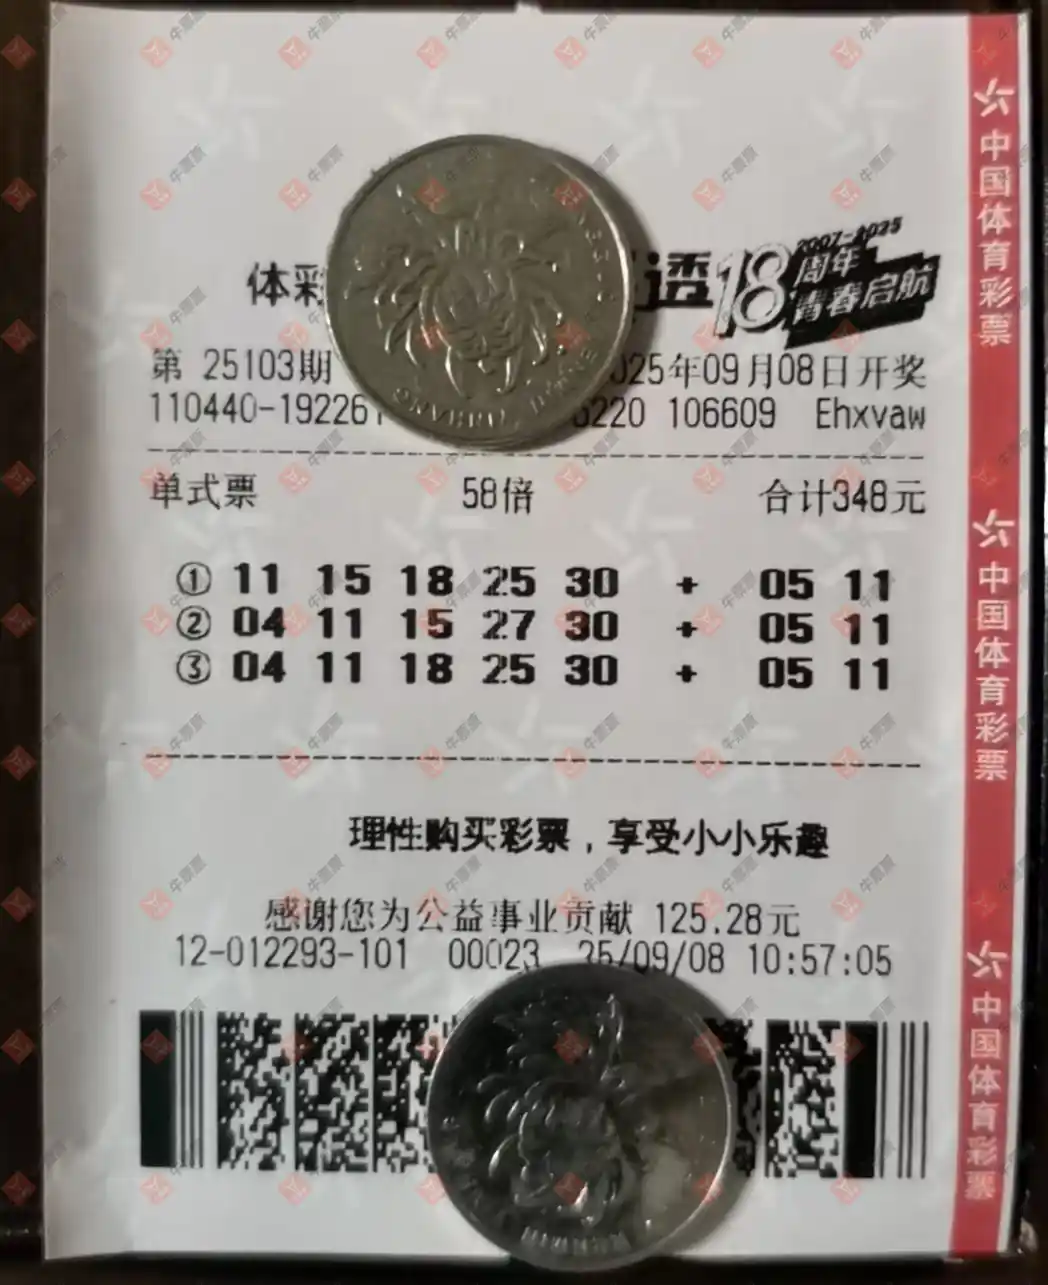 体彩 透 18 周年 2007-2025
青春启航
第 25103期 025年09月08日开奖
110440-192261 220 106609 Ehxvaw
单式票 58倍 合计348元
① 11 15 18 25 30 + 05 11
② 04 11 15 27 30 + 05 11
③ 04 11 18 25 30 + 05 11
理性购买彩票，享受小小乐趣
感谢您为公益事业贡献 125.28元
12-012293-101 00023 25/09/08 10:57:05
中国体育彩票
中国体育彩票
中国体育彩票